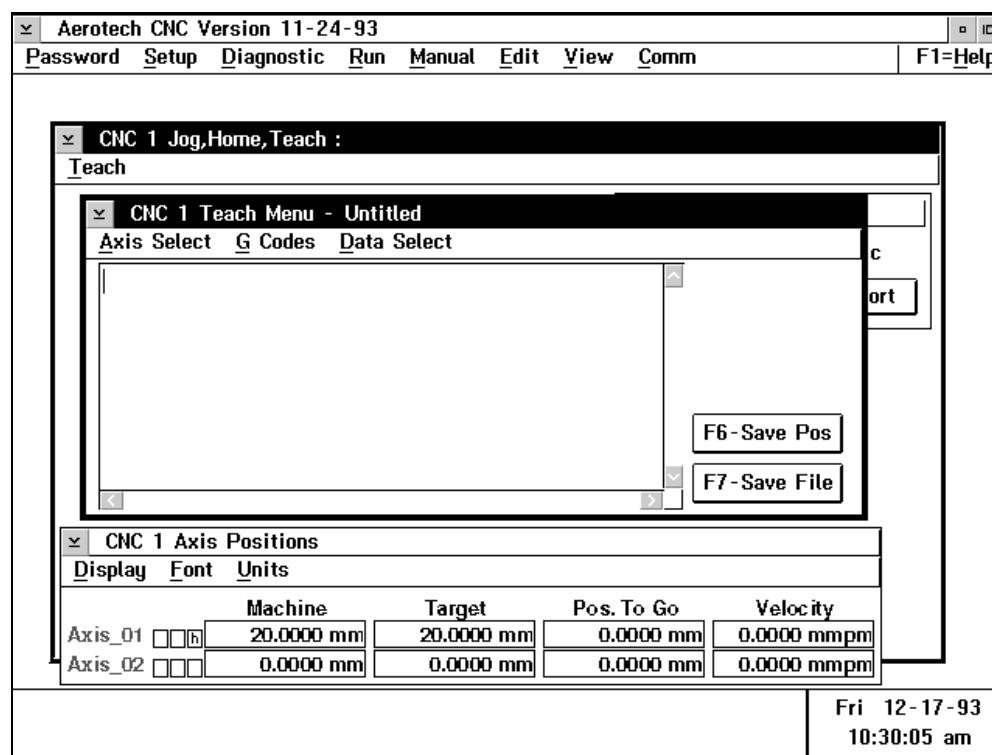 Aerotech CNC Version 11-24-93
Password Setup Diagnostic Run Manual Edit View Comm F1=Help
CNC 1 Jog,Home,Teach :
Teach
CNC 1 Teach Menu - Untitled
Axis Select G Codes Data Select
c
ort
F6-Save Pos
F7-Save File
CNC 1 Axis Positions
Display Font Units
Machine Target Pos. To Go Velocity
Axis_01 h 20.0000 mm 20.0000 mm 0.0000 mm 0.0000 mmpm
Axis_02 0.0000 mm 0.0000 mm 0.0000 mm 0.0000 mmpm
Fri 12-17-93
10:30:05 am